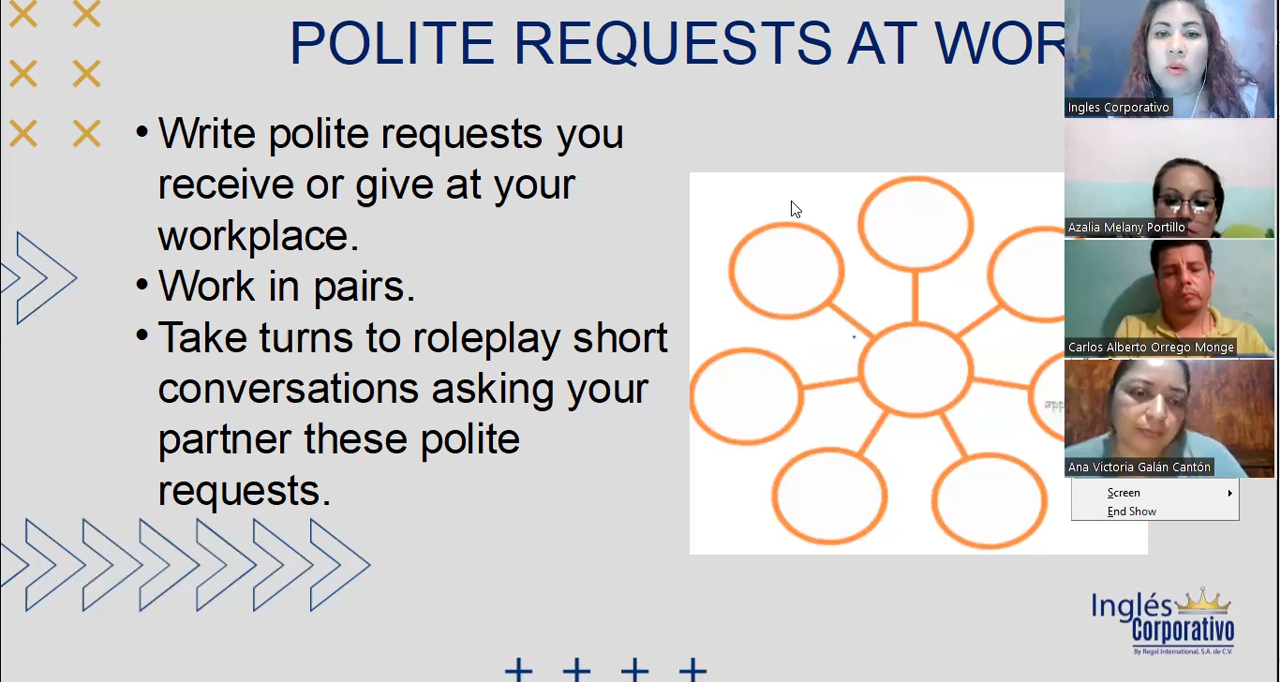 POLITE REQUESTS AT WOR
• Write polite requests you
receive or give at your
workplace.
• Work in pairs.
• Take turns to roleplay short
conversations asking your
partner these polite
requests.
app
Ingles Corporativo
Azalia Melany Portillo
Carlos Alberto Orrego Monge
Ana Victoria Galán Cantón
Screen
End Show
Inglés
Corporativo
By Regal International, S.A. de C.V.